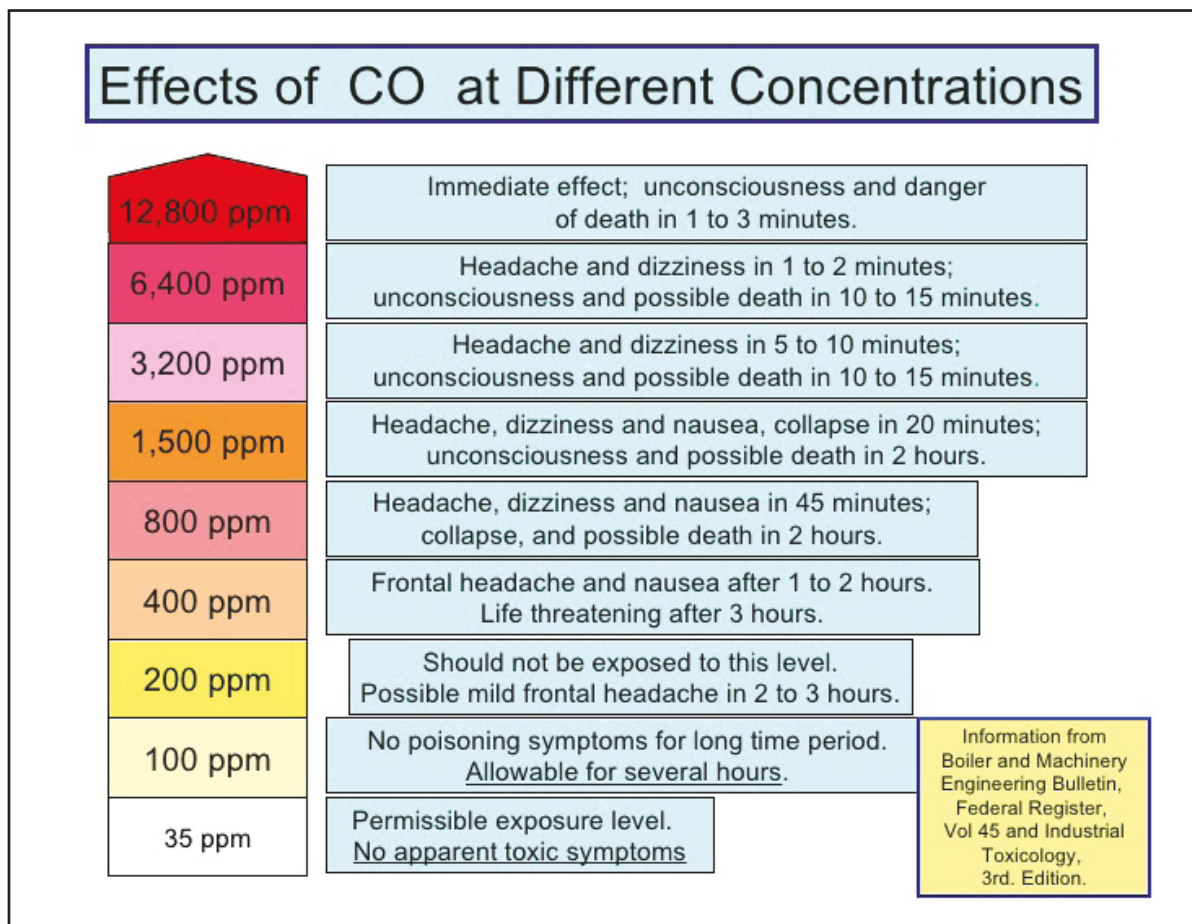 Effects of CO at Different Concentrations
12,800 ppm
Immediate effect; unconsciousness and danger
of death in 1 to 3 minutes.
6,400 ppm
Headache and dizziness in 1 to 2 minutes;
unconsciousness and possible death in 10 to 15 minutes.
3,200 ppm
Headache and dizziness in 5 to 10 minutes;
unconsciousness and possible death in 10 to 15 minutes.
1,500 ppm
Headache, dizziness and nausea, collapse in 20 minutes;
unconsciousness and possible death in 2 hours.
800 ppm
Headache, dizziness and nausea in 45 minutes;
collapse, and possible death in 2 hours.
400 ppm
Frontal headache and nausea after 1 to 2 hours.
Life threatening after 3 hours.
200 ppm
Should not be exposed to this level.
Possible mild frontal headache in 2 to 3 hours.
100 ppm
No poisoning symptoms for long time period.
Allowable for several hours.
35 ppm
Permissible exposure level.
No apparent toxic symptoms
Information from
Boiler and Machinery
Engineering Bulletin,
Federal Register,
Vol 45 and Industrial
Toxicology,
3rd. Edition.